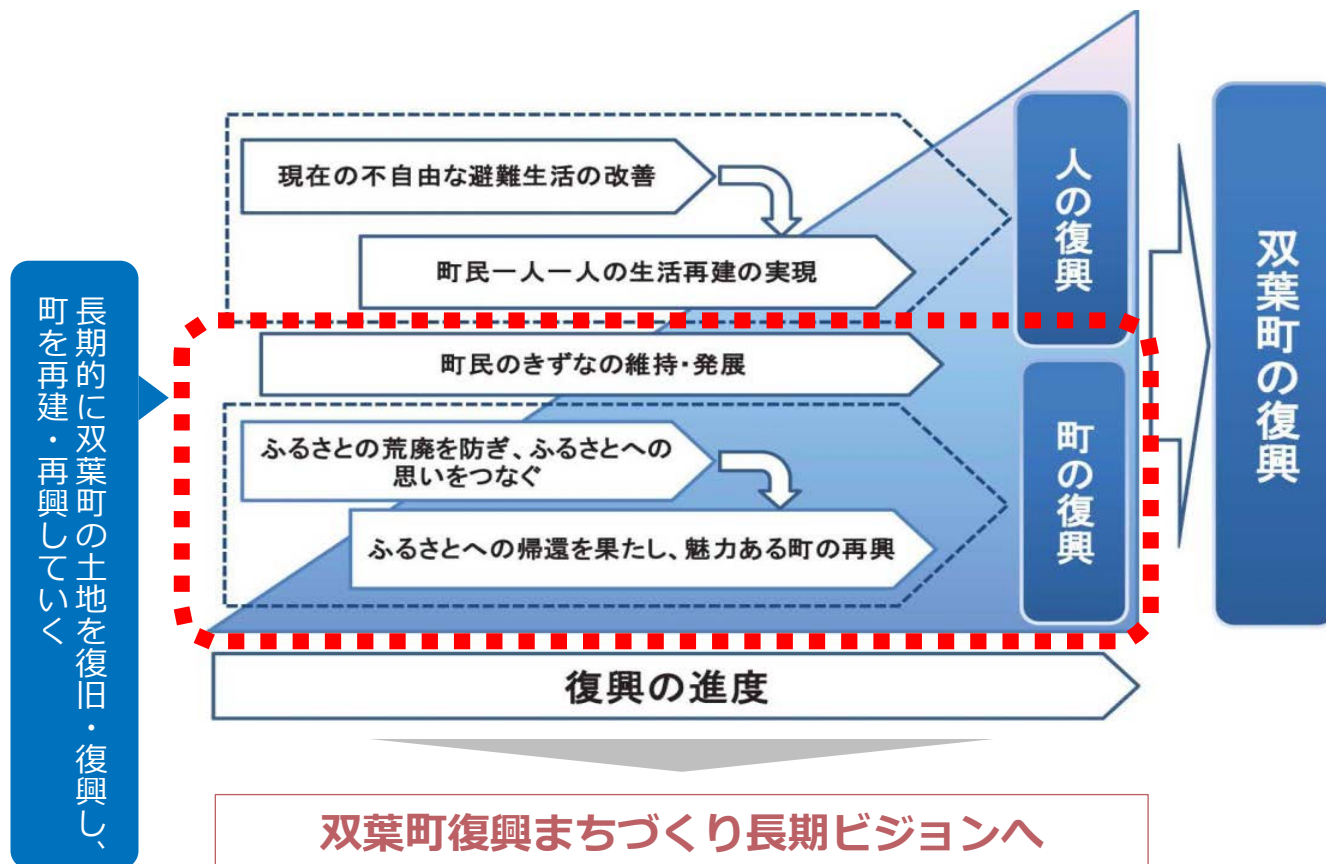 現在の不自由な避難生活の改善
町民一人一人の生活再建の実現
町民のきずなの維持・発展
ふるさとの荒廃を防ぎ、ふるさとへの
思いをつなぐ
ふるさとへの帰還を果たし、魅力ある町の再興
人の復興
町の復興
双葉町の復興
長期的に双葉町の土地を復旧・復興し、
町を再建・再興していく
復興の進度
双葉町復興まちづくり長期ビジョンへ